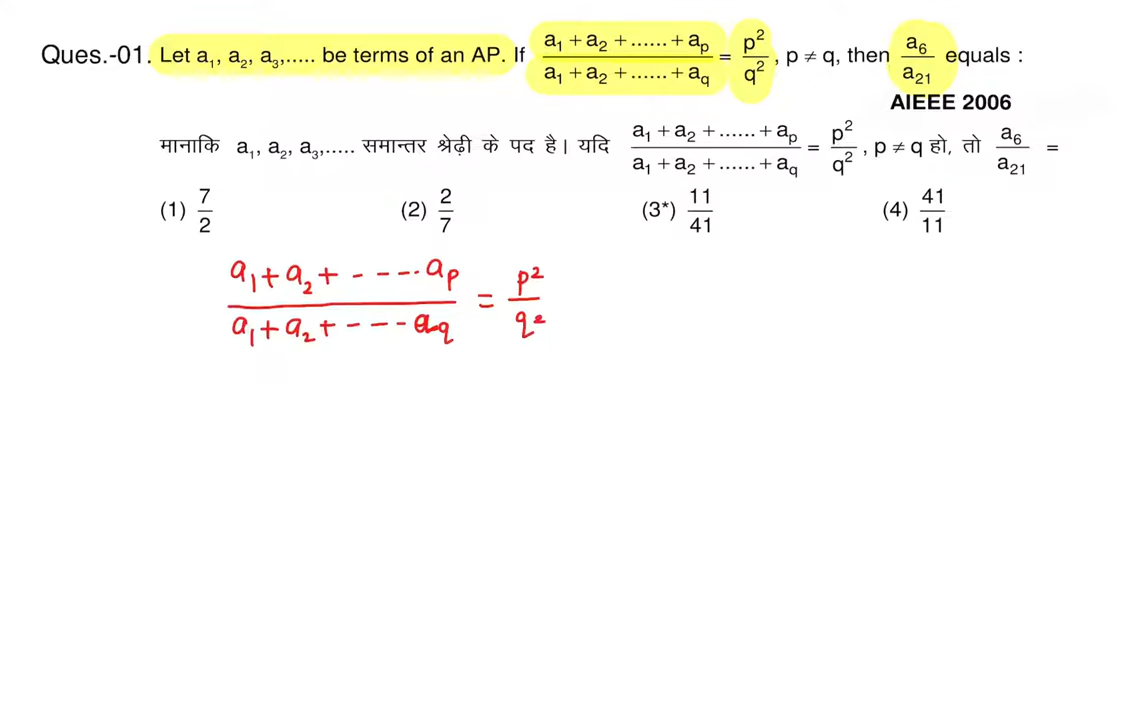 Ques.-01. Let a₁, a₂, a₃,..... be terms of an AP. If (a₁ + a₂ + ...... + aₚ)/(a₁ + a₂ + ...... + a_q) = p²/q², p ≠ q, then a₆/a₂₁ equals :
AIEEE 2006
मानाकि a₁, a₂, a₃,..... समान्तर श्रेढ़ी के पद है। यदि (a₁ + a₂ + ...... + aₚ)/(a₁ + a₂ + ...... + a_q) = p²/q², p ≠ q हो, तो a₆/a₂₁ =
(1) 7/2 (2) 2/7 (3*) 11/41 (4) 41/11
(a₁ + a₂ + ----. aₚ)/(a₁ + a₂ + --- a_q) = p²/q²